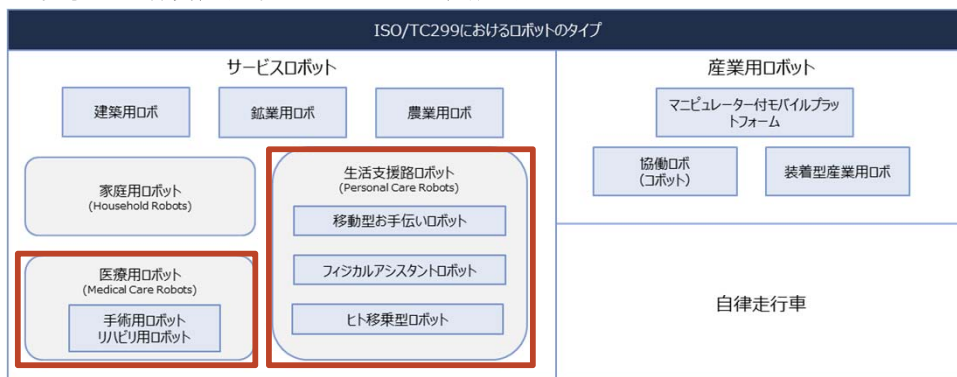 ISO/TC299におけるロボットのタイプ
サービスロボット
建築用ロボ
鉱業用ロボ
農業用ロボ
家庭用ロボット
(Household Robots)
医療用ロボット
(Medical Care Robots)
手術用ロボット
リハビリ用ロボット
生活支援路ロボット
(Personal Care Robots)
移動型お手伝いロボット
フィジカルアシスタントロボット
ヒト移乗型ロボット
産業用ロボット
マニピュレーター付モバイルプラッ
トフォーム
協働ロボ
(コボット)
装着型産業用ロボ
自律走行車